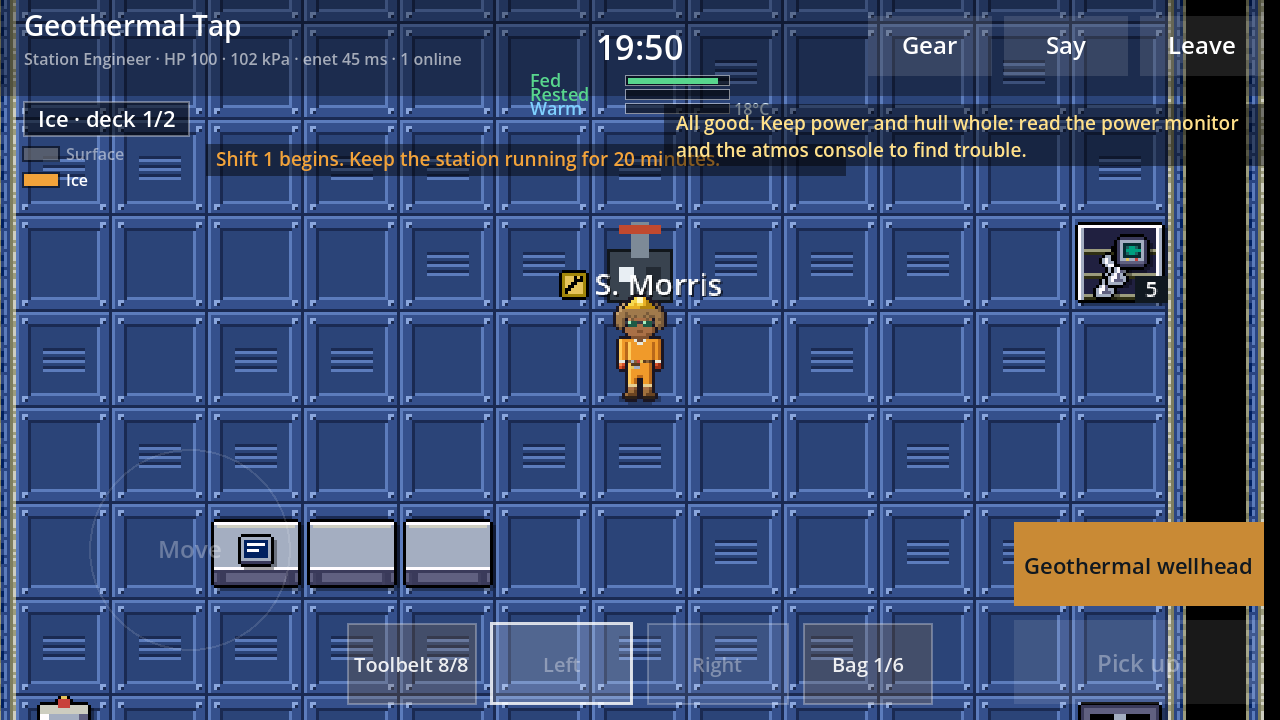 Geothermal Tap
Station Engineer · HP 100 · 102 kPa · enet 45 ms · 1 online
19:50
Gear
Say
Leave
Fed
Rested
Warm
18°C
Ice · deck 1/2
Surface
Ice
All good. Keep power and hull whole: read the power monitor
and the atmos console to find trouble.
Shift 1 begins. Keep the station running for 20 minutes.
S. Morris
5
Move
Geothermal wellhead
Toolbelt 8/8
Left
Right
Bag 1/6
Pick up